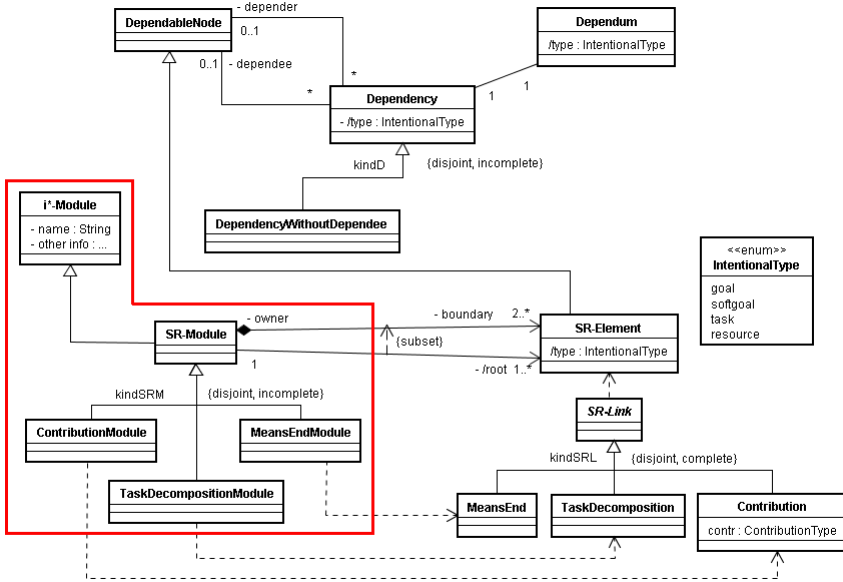 - depender
DependableNode
0..1
Dependum
/type : IntentionalType
0..1
- dependee
*
*
1
1
Dependency
- /type : IntentionalType
kindD
{disjoint, incomplete}
i*-Module
- name : String
- other info : ...
DependencyWithoutDependee
<<enum>>
IntentionalType
goal
softgoal
task
resource
- owner
- boundary
2..*
SR-Module
SR-Element
{subset}
/type : IntentionalType
1
- /root
1..*
kindSRM
{disjoint, incomplete}
SR-Link
ContributionModule
MeansEndModule
kindSRL
{disjoint, complete}
TaskDecompositionModule
MeansEnd
TaskDecomposition
Contribution
contr : ContributionType